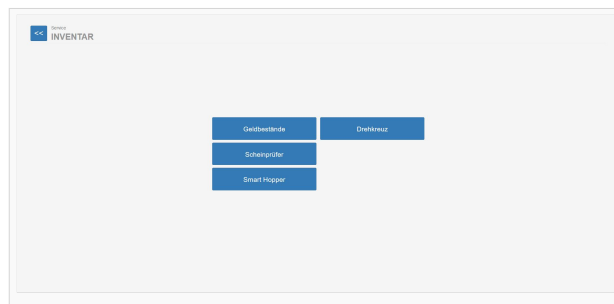 <<
Service
INVENTAR
Geldbestände
Drehkreuz
Scheinprüfer
Smart Hopper